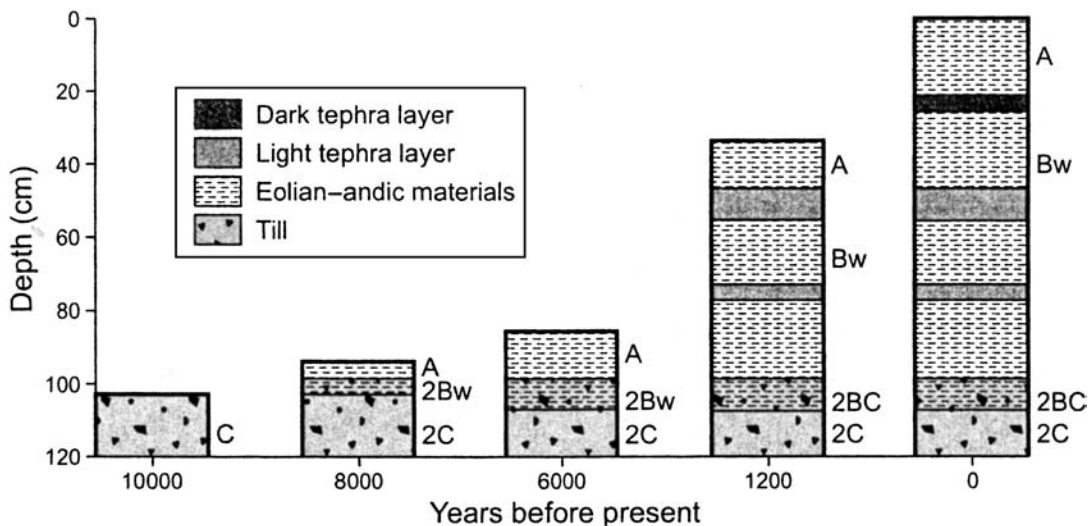 0
20
40
60
80
100
120
Depth (cm)
Dark tephra layer
Light tephra layer
Eolian–andic materials
Till
C
A
2Bw
2C
A
2Bw
2C
A
Bw
2BC
2C
A
Bw
2BC
2C
10000
8000
6000
1200
0
Years before present